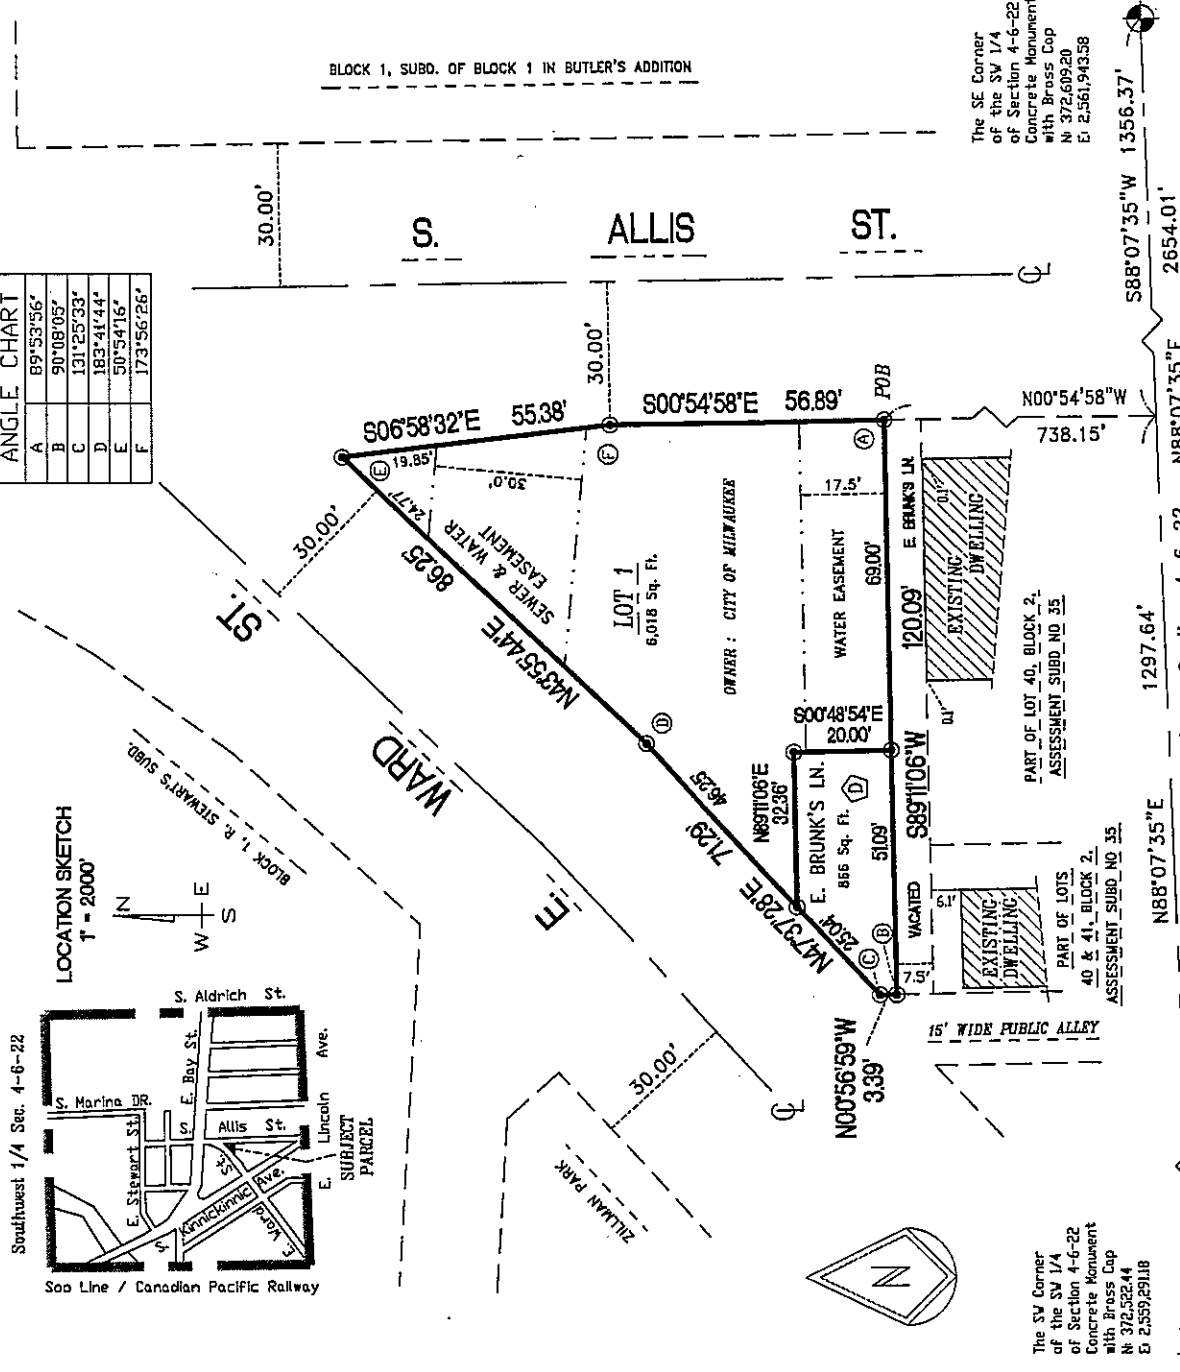 BLOCK 1, SUBD. OF BLOCK 1 IN BUTLER'S ADDITION
The SE Corner
of the SW 1/4
of Section 4-6-22
Concrete Monument
with Brass Cap
N: 372,609.20
E: 2,561,943.58
30.00'
S. ALLIS ST.
ANGLE CHART
A 89°53'56"
B 90°08'05"
C 131°25'33"
D 183°41'44"
E 50°54'16"
F 173°56'26"
30.00'
S88°07'35"W 1356.37'
2654.01'
N88°07'35"E
S06°58'32"E 55.38'
S00°54'58"E 56.89'
POB
N00°54'58"W
738.15'
E
19.85'
F
A
30.0'
24.77'
30.00'
86.25'
N43°55'44"E
SEWER & WATER
EASEMENT
LOT 1
6,018 Sq. Ft.
OWNER : CITY OF MILWAUKEE
17.5'
WATER EASEMENT
69.00'
120.09'
E. BRUNK'S LN.
0.1'
EXISTING
DWELLING
0.1'
PART OF LOT 40, BLOCK 2,
ASSESSMENT SUBD NO 35
1297.64'
N88°07'35"E
E. WARD ST.
D
S00°48'54"E
20.00'
46.25'
71.29'
N89°11'06"E
32.36'
E. BRUNK'S LN.
866 Sq. Ft.
D
51.09'
S89°11'06"W
N47°37'28"E
25.04'
B
C
VACATED
7.5'
6.1'
EXISTING
DWELLING
PART OF LOTS
40 & 41, BLOCK 2,
ASSESSMENT SUBD NO 35
N00°56'59"W
3.39'
15' WIDE PUBLIC ALLEY
BLOCK 1, R. STEWART'S SUBD.
30.00'
ZILLMAN PARK
LOCATION SKETCH
1" = 2000'
N
W
E
S
Southwest 1/4 Sec. 4-6-22
S. Aldrich St.
E. Bay St.
S. Marina DR.
E. Stewart St.
S. Allis St.
E. Lincoln Ave.
S. Kinnickinnic Ave.
E. Ward St.
SUBJECT
PARCEL
Soo Line / Canadian Pacific Railway
N
The SW Corner
of the SW 1/4
of Section 4-6-22
Concrete Monument
with Brass Cap
N: 372,522.44
E: 2,559,291.18